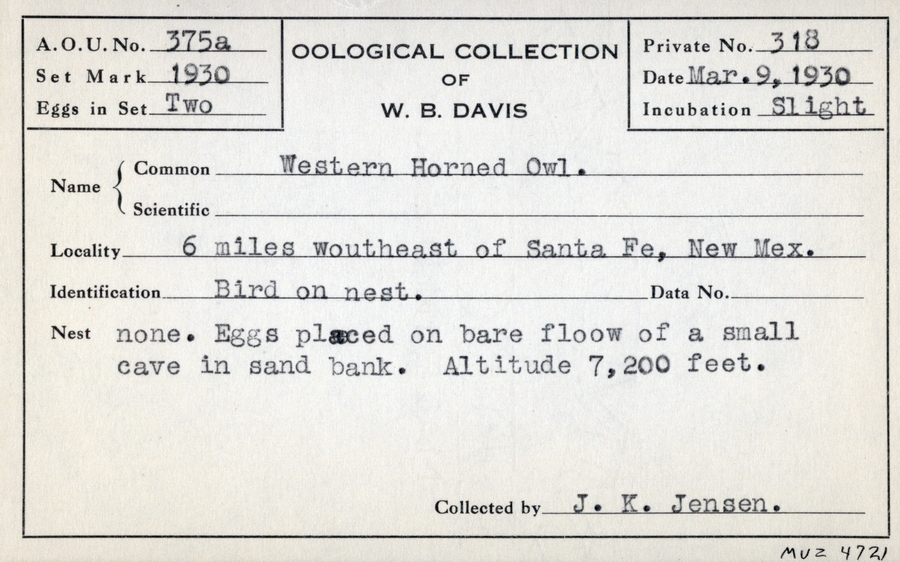 A.O.U. No. 375a
Set Mark 1930
Eggs in Set Two
OOLOGICAL COLLECTION
OF
W. B. DAVIS
Private No. 318
Date Mar. 9, 1930
Incubation Slight
Name
Common Western Horned Owl.
Scientific
Locality 6 miles woutheast of Santa Fe, New Mex.
Identification Bird on nest. Data No.
Nest none. Eggs placed on bare floow of a small
cave in sand bank. Altitude 7,200 feet.
Collected by J. K. Jensen.
MUZ 4721